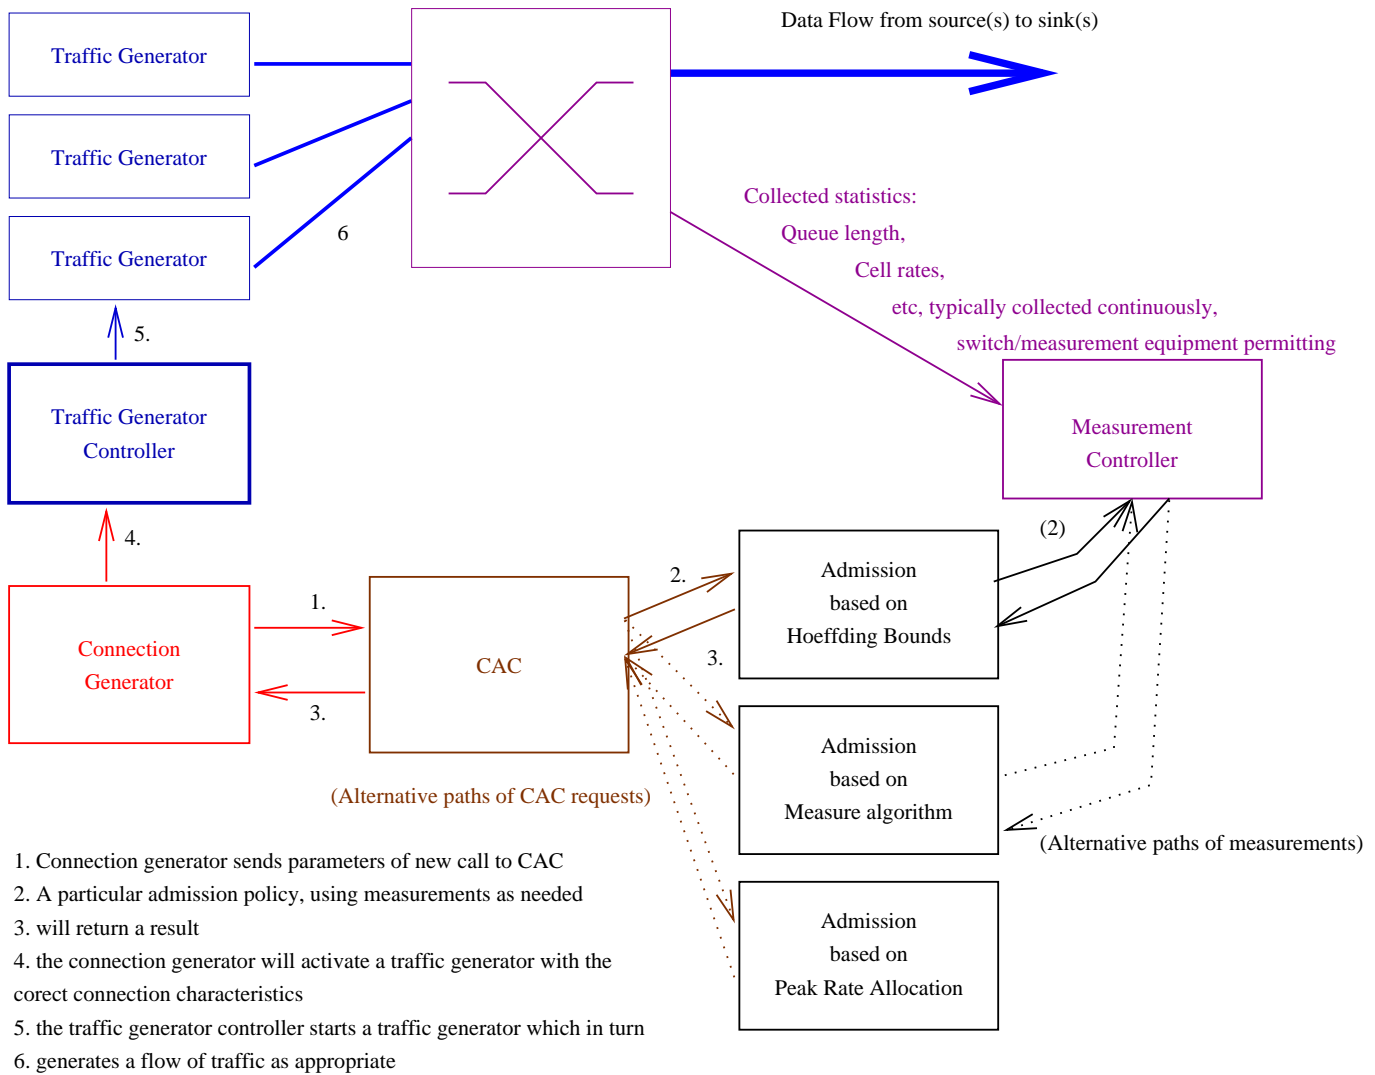 Data Flow from source(s) to sink(s)
Traffic Generator
Traffic Generator
Traffic Generator
6
Collected statistics:
Queue length,
Cell rates,
etc, typically collected continuously,
switch/measurement equipment permitting
5.
Traffic Generator
Controller
Measurement
Controller
4.
(2)
Connection
Generator
1.
3.
CAC
2.
3.
Admission
based on
Hoeffding Bounds
Admission
based on
Measure algorithm
(Alternative paths of CAC requests)
(Alternative paths of measurements)
Admission
based on
Peak Rate Allocation
1. Connection generator sends parameters of new call to CAC
2. A particular admission policy, using measurements as needed
3. will return a result
4. the connection generator will activate a traffic generator with the
corect connection characteristics
5. the traffic generator controller starts a traffic generator which in turn
6. generates a flow of traffic as appropriate